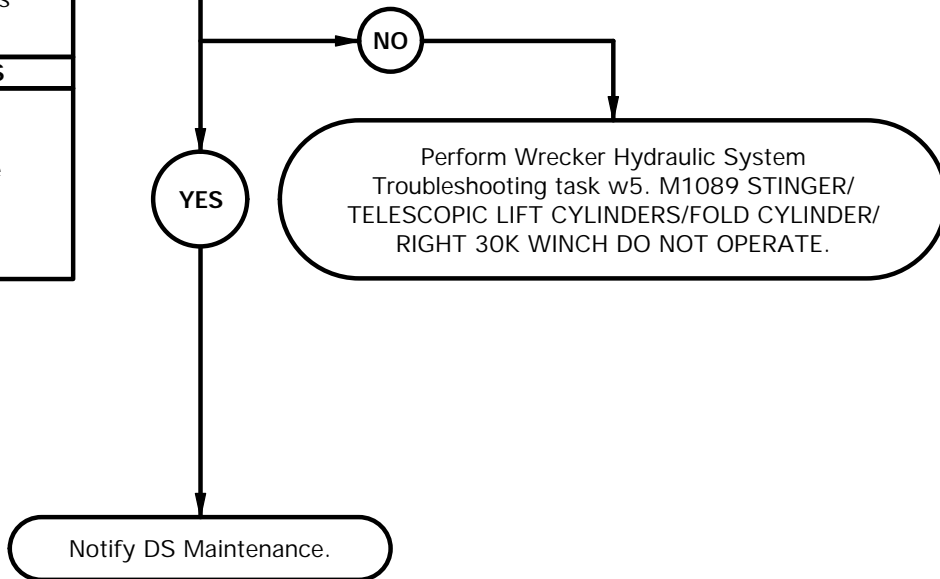 s
S
NO
YES
Perform Wrecker Hydraulic System
Troubleshooting task w5. M1089 STINGER/
TELESCOPIC LIFT CYLINDERS/FOLD CYLINDER/
RIGHT 30K WINCH DO NOT OPERATE.
Notify DS Maintenance.